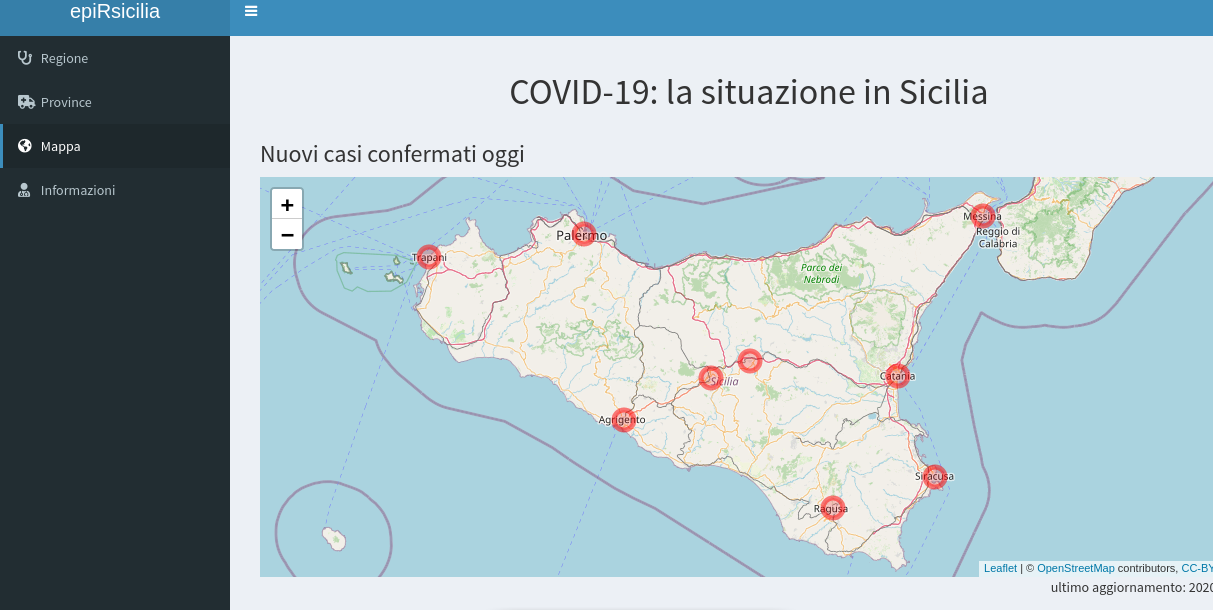 epiRsicilia
Regione
Province
Mappa
Informazioni
COVID-19: la situazione in Sicilia
Nuovi casi confermati oggi
+
−
Messina
Palermo
Reggio di
Calabria
Trapani
Parco dei
Nebrodi
Catania
Sicilia
Agrigento
Siracusa
Ragusa
Leaflet | © OpenStreetMap contributors, CC-BY
ultimo aggiornamento: 2020